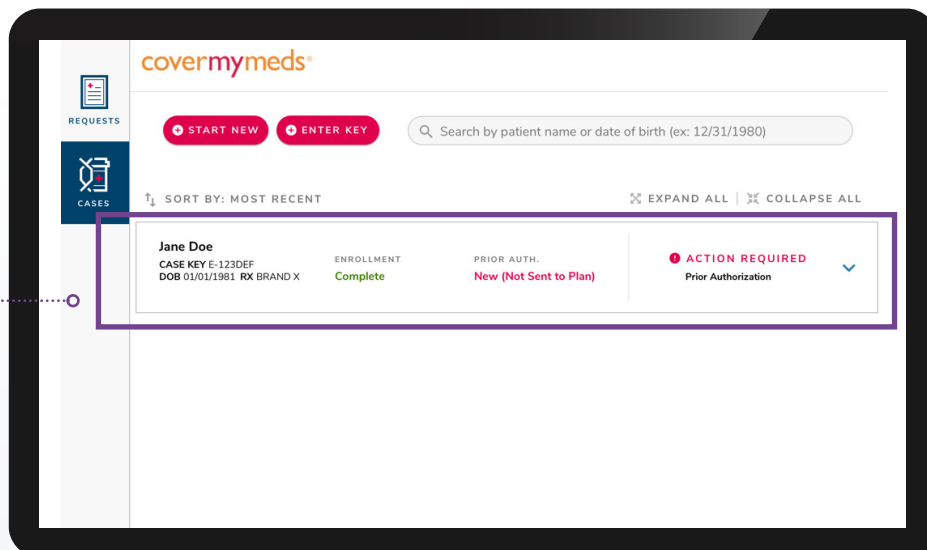 covermymeds®
REQUESTS
START NEW
ENTER KEY
Search by patient name or date of birth (ex: 12/31/1980)
CASES
SORT BY: MOST RECENT
EXPAND ALL | COLLAPSE ALL
Jane Doe
CASE KEY E-123DEF
DOB 01/01/1981 RX BRAND X
ENROLLMENT
Complete
PRIOR AUTH.
New (Not Sent to Plan)
ACTION REQUIRED
Prior Authorization